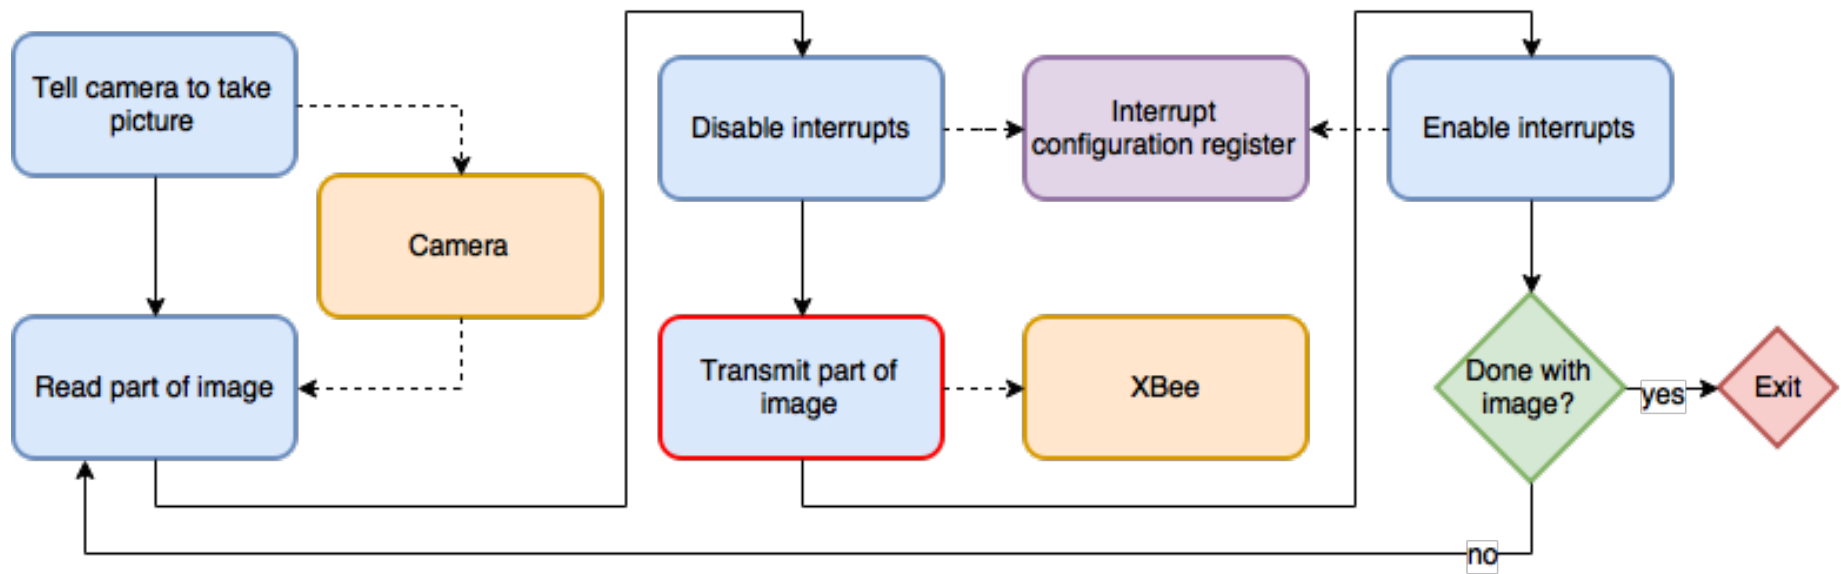 Tell camera to take
picture
Camera
Read part of image
Disable interrupts
Interrupt
configuration register
Enable interrupts
Transmit part of
image
XBee
Done with
image?
yes
Exit
no